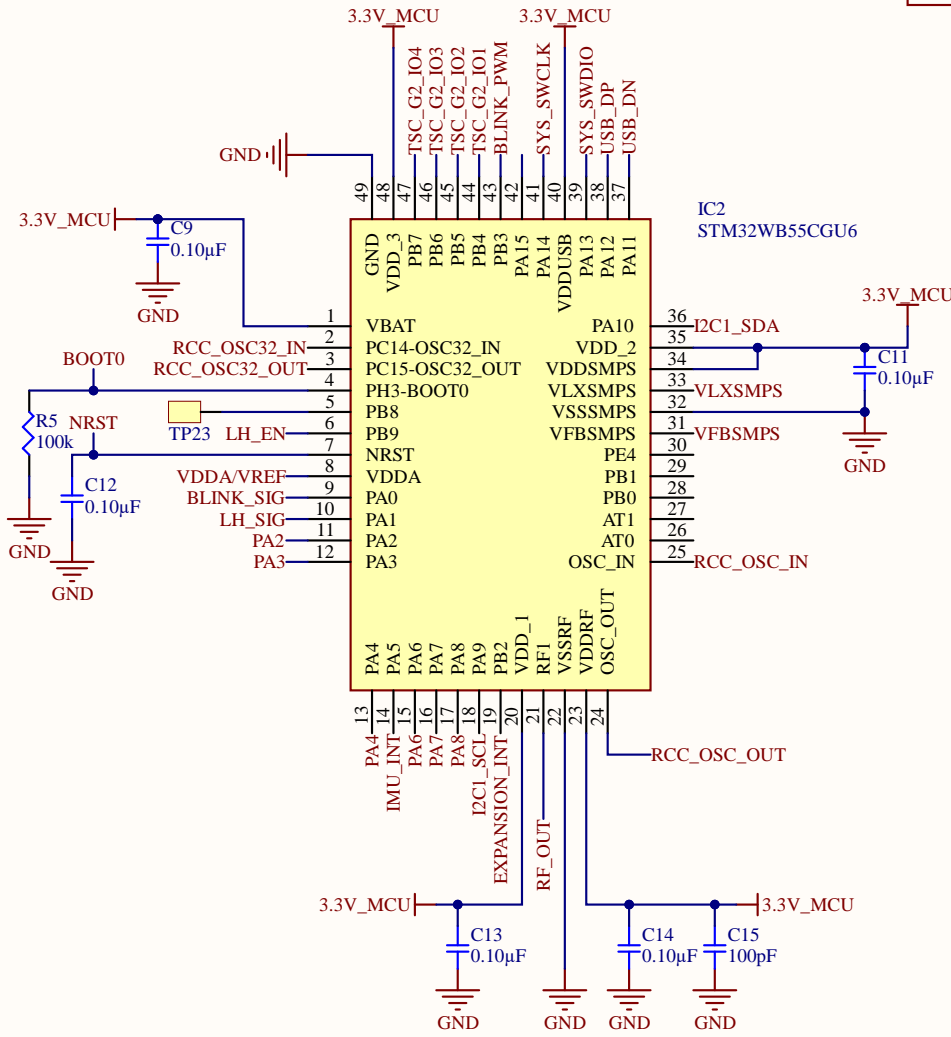 3.3V_MCU
3.3V_MCU
TSC_G2_IO4
TSC_G2_IO3
TSC_G2_IO2
TSC_G2_IO1
BLINK_PWM
SYS_SWCLK
SYS_SWDIO
USB_DP
USB_DN
GND
49
48
47
46
45
44
43
42
41
40
39
38
37
GND
VDD_3
PB7
PB6
PB5
PB4
PB3
PA15
PA14
VDDUSB
PA13
PA12
PA11
IC2
STM32WB55CGU6
3.3V_MCU
C9
0.10µF
GND
1 VBAT
RCC_OSC32_IN 2 PC14-OSC32_IN
RCC_OSC32_OUT 3 PC15-OSC32_OUT
BOOT0
4 PH3-BOOT0
5 PB8
TP23
LH_EN 6 PB9
R5
100k
NRST
7 NRST
VDDA/VREF 8 VDDA
BLINK_SIG 9 PA0
LH_SIG 10 PA1
PA2 11 PA2
PA3 12 PA3
C12
0.10µF
GND
GND
PA10 36 I2C1_SDA
VDD_2 35
VDDSMPS 34
VLXSMPS 33 VLXSMPS
VSSSMPS 32
VFBSMPS 31 VFBSMPS
PE4 30
PB1 29
PB0 28
AT1 27
AT0 26
OSC_IN 25 RCC_OSC_IN
3.3V_MCU
C11
0.10µF
GND
PA4
PA5
PA6
PA7
PA8
PA9
PB2
VDD_1
RF1
VSSRF
VDDRF
OSC_OUT
13
14
15
16
17
18
19
20
21
22
23
24
PA4
IMU_INT
PA6
PA7
PA8
I2C1_SCL
EXPANSION_INT
RF_OUT
RCC_OSC_OUT
3.3V_MCU
C13
0.10µF
GND
GND
C14
0.10µF
GND
C15
100pF
GND
3.3V_MCU